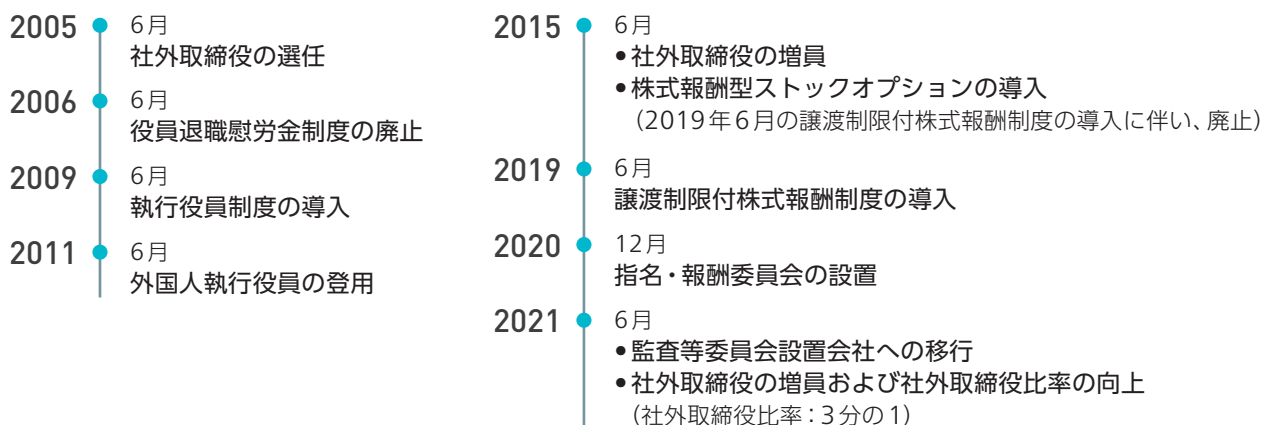 2005 6月
社外取締役の選任
2006 6月
役員退職慰労金制度の廃止
2009 6月
執行役員制度の導入
2011 6月
外国人執行役員の登用
2015 6月
•社外取締役の増員
•株式報酬型ストックオプションの導入
（2019年6月の譲渡制限付株式報酬制度の導入に伴い、廃止）
2019 6月
譲渡制限付株式報酬制度の導入
2020 12月
指名・報酬委員会の設置
2021 6月
•監査等委員会設置会社への移行
•社外取締役の増員および社外取締役比率の向上
（社外取締役比率：3分の1）